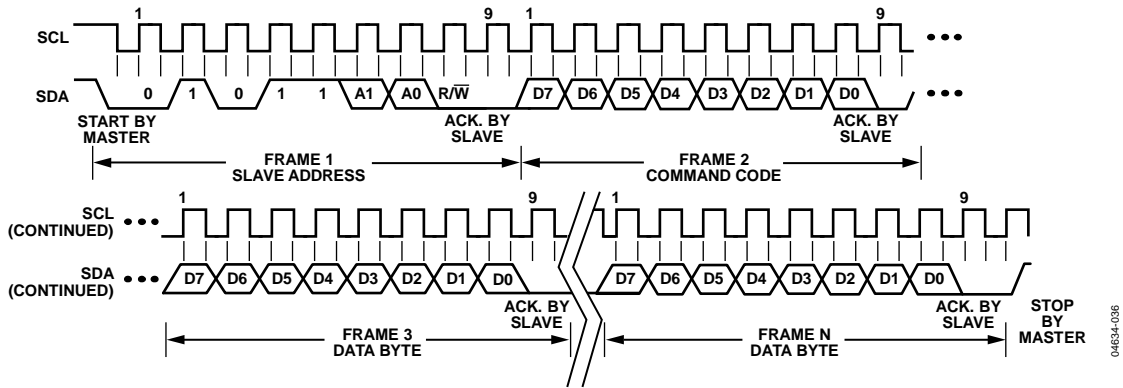 1 9 1 9
SCL
SDA 0 1 0 1 1 A1 A0 R/W̅ D7 D6 D5 D4 D3 D2 D1 D0
START BY MASTER
ACK. BY SLAVE
ACK. BY SLAVE
FRAME 1
SLAVE ADDRESS
FRAME 2
COMMAND CODE
1 9 1 9
SCL
(CONTINUED)
SDA
(CONTINUED)
D7 D6 D5 D4 D3 D2 D1 D0 D7 D6 D5 D4 D3 D2 D1 D0
ACK. BY
SLAVE
ACK. BY
SLAVE
STOP
BY
MASTER
FRAME 3
DATA BYTE
FRAME N
DATA BYTE
04634-036